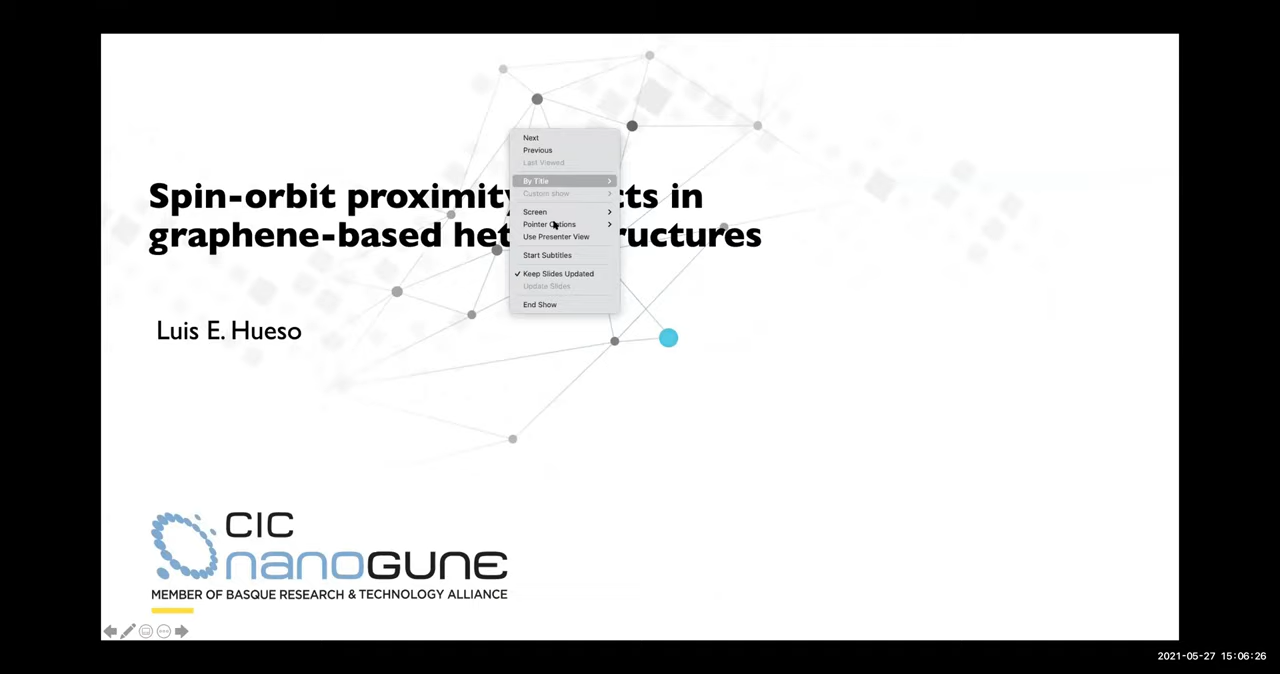 Spin-orbit proximity cts in
graphene-based het ructures
Luis E. Hueso
Next
Previous
Last Viewed
By Title
Custom show
Screen
Pointer Options
Use Presenter View
Start Subtitles
Keep Slides Updated
Update Slides
End Show
CIC
nanoGUNE
MEMBER OF BASQUE RESEARCH & TECHNOLOGY ALLIANCE
2021-05-27 15:06:26